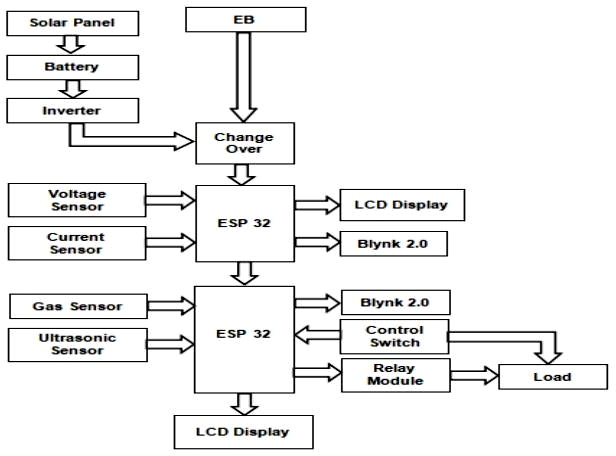 Solar Panel
EB
Battery
Inverter
Change
Over
Voltage
Sensor
ESP 32
LCD Display
Current
Sensor
Blynk 2.0
Gas Sensor
Blynk 2.0
Ultrasonic
Sensor
ESP 32
Control
Switch
Relay
Module
Load
LCD Display